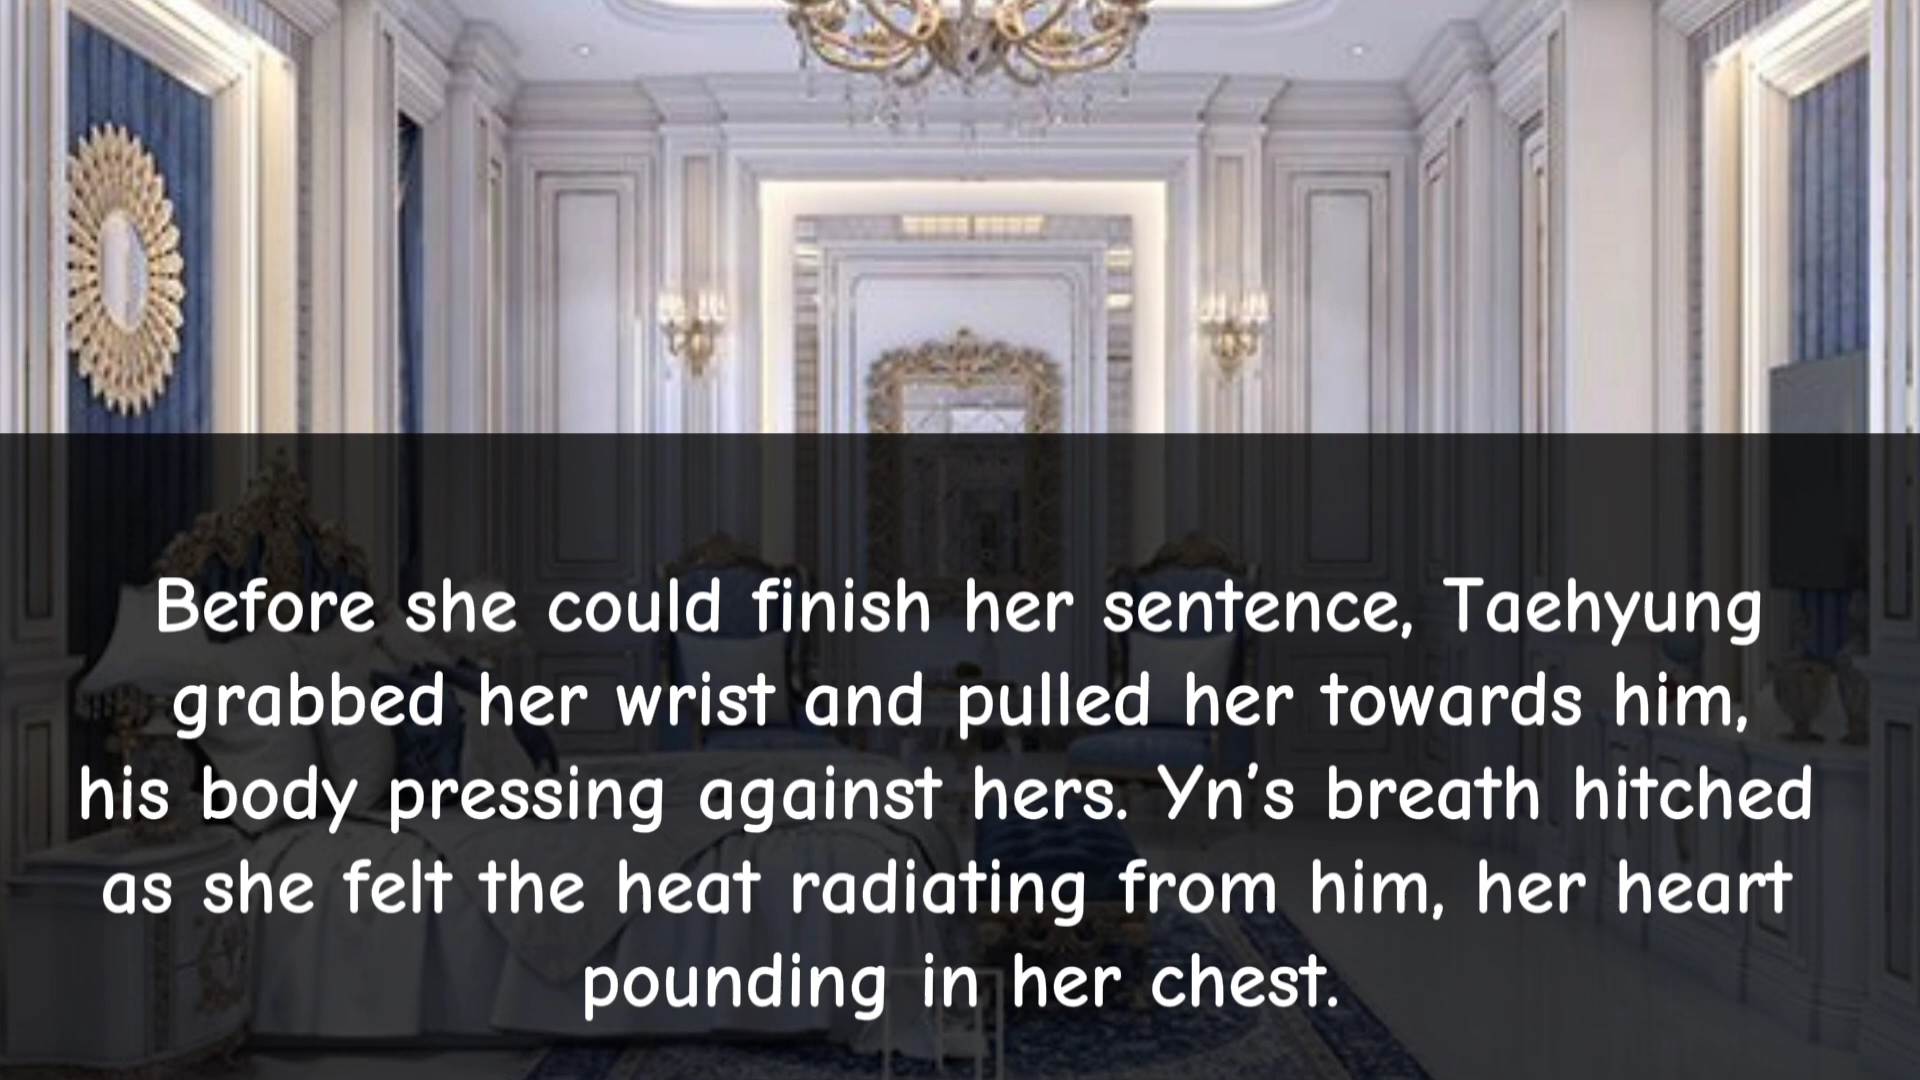 Before she could finish her sentence, Taehyung
grabbed her wrist and pulled her towards him,
his body pressing against hers. Yn's breath hitched
as she felt the heat radiating from him, her heart
pounding in her chest.